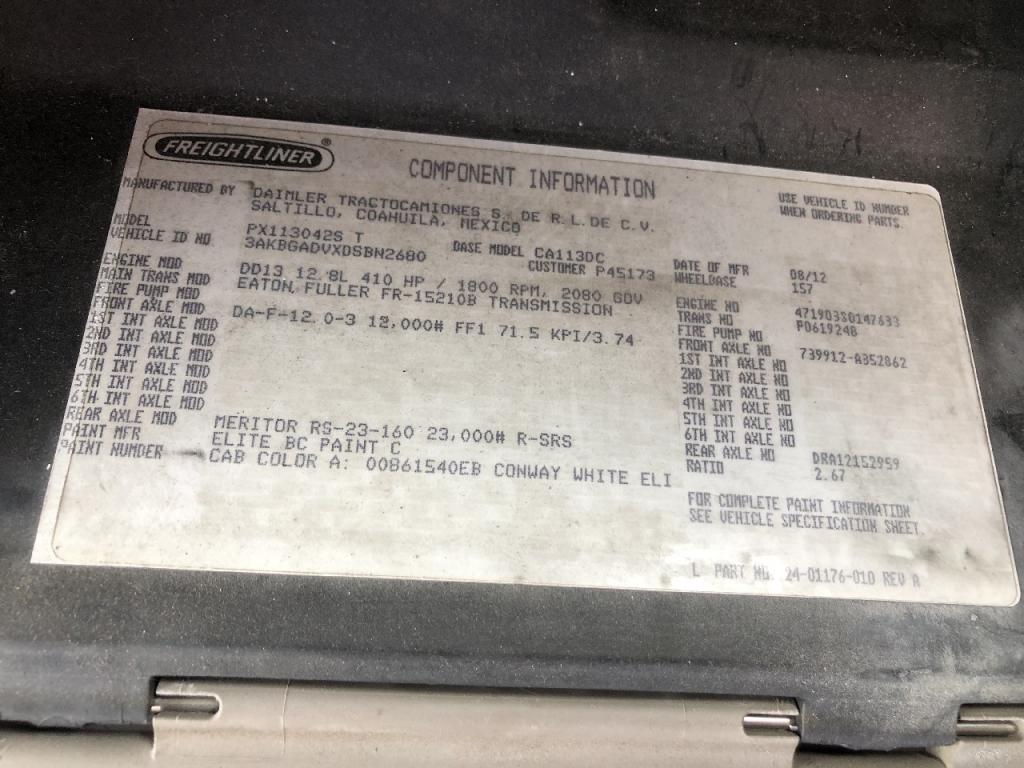 FREIGHTLINER®
COMPONENT INFORMATION
USE VEHICLE ID NUMBER
WHEN ORDERING PARTS.
MANUFACTURED BY DAIMLER TRACTOCAMIONES S. DE R.L.DE C.V.
SALTILLO, COAHUILA, MEXICO
MODEL PX113042S T BASE MODEL CA113DC DATE OF MFR 08/12
VEHICLE ID NO 3AKBGADVXDSBN2680 CUSTOMER P45173 WHEELBASE 157
ENGINE MOD DD13 12.8L 410 HP / 1800 RPM, 2080 GOV ENGINE NO 471903S0147633
MAIN TRANS MOD EATON FULLER FR-15210B TRANSMISSION TRANS NO P0619248
FIRE PUMP MOD FIRE PUMP NO
FRONT AXLE MOD DA-F-12.0-3 12,000# FF1 71.5 KPI/3.74 FRONT AXLE NO 739912-A352862
1ST INT AXLE MOD 1ST INT AXLE NO
2ND INT AXLE MOD 2ND INT AXLE NO
3RD INT AXLE MOD 3RD INT AXLE NO
4TH INT AXLE MOD 4TH INT AXLE NO
5TH INT AXLE MOD 5TH INT AXLE NO
6TH INT AXLE MOD 6TH INT AXLE NO
REAR AXLE MOD MERITOR RS-23-160 23,000# R-SRS REAR AXLE NO DRA12152959
PAINT MFR ELITE BC PAINT C RATIO 2.67
PAINT NUMBER CAB COLOR A: 00861540EB CONWAY WHITE ELI
FOR COMPLETE PAINT INFORMATION
SEE VEHICLE SPECIFICATION SHEET.
L PART NO. 24-01176-010 REV A